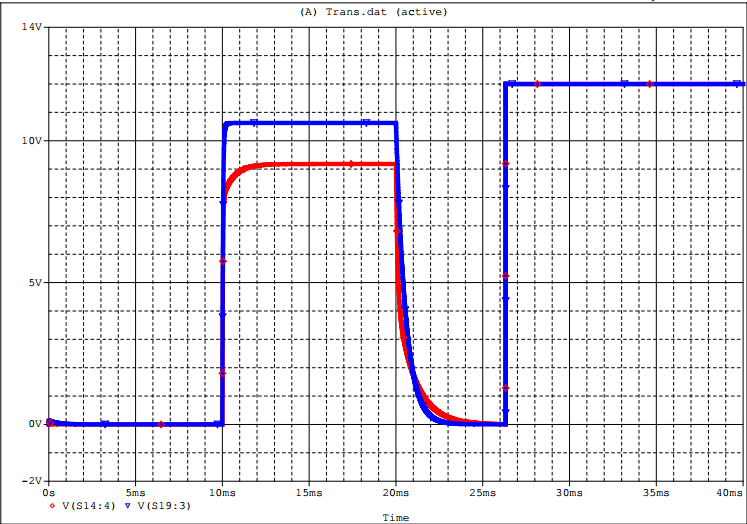 (A) Trans.dat (active)
14V
10V
5V
0V
-2V
0s 5ms 10ms 15ms 20ms 25ms 30ms 35ms 40ms
V(S14:4) V(S19:3)
Time